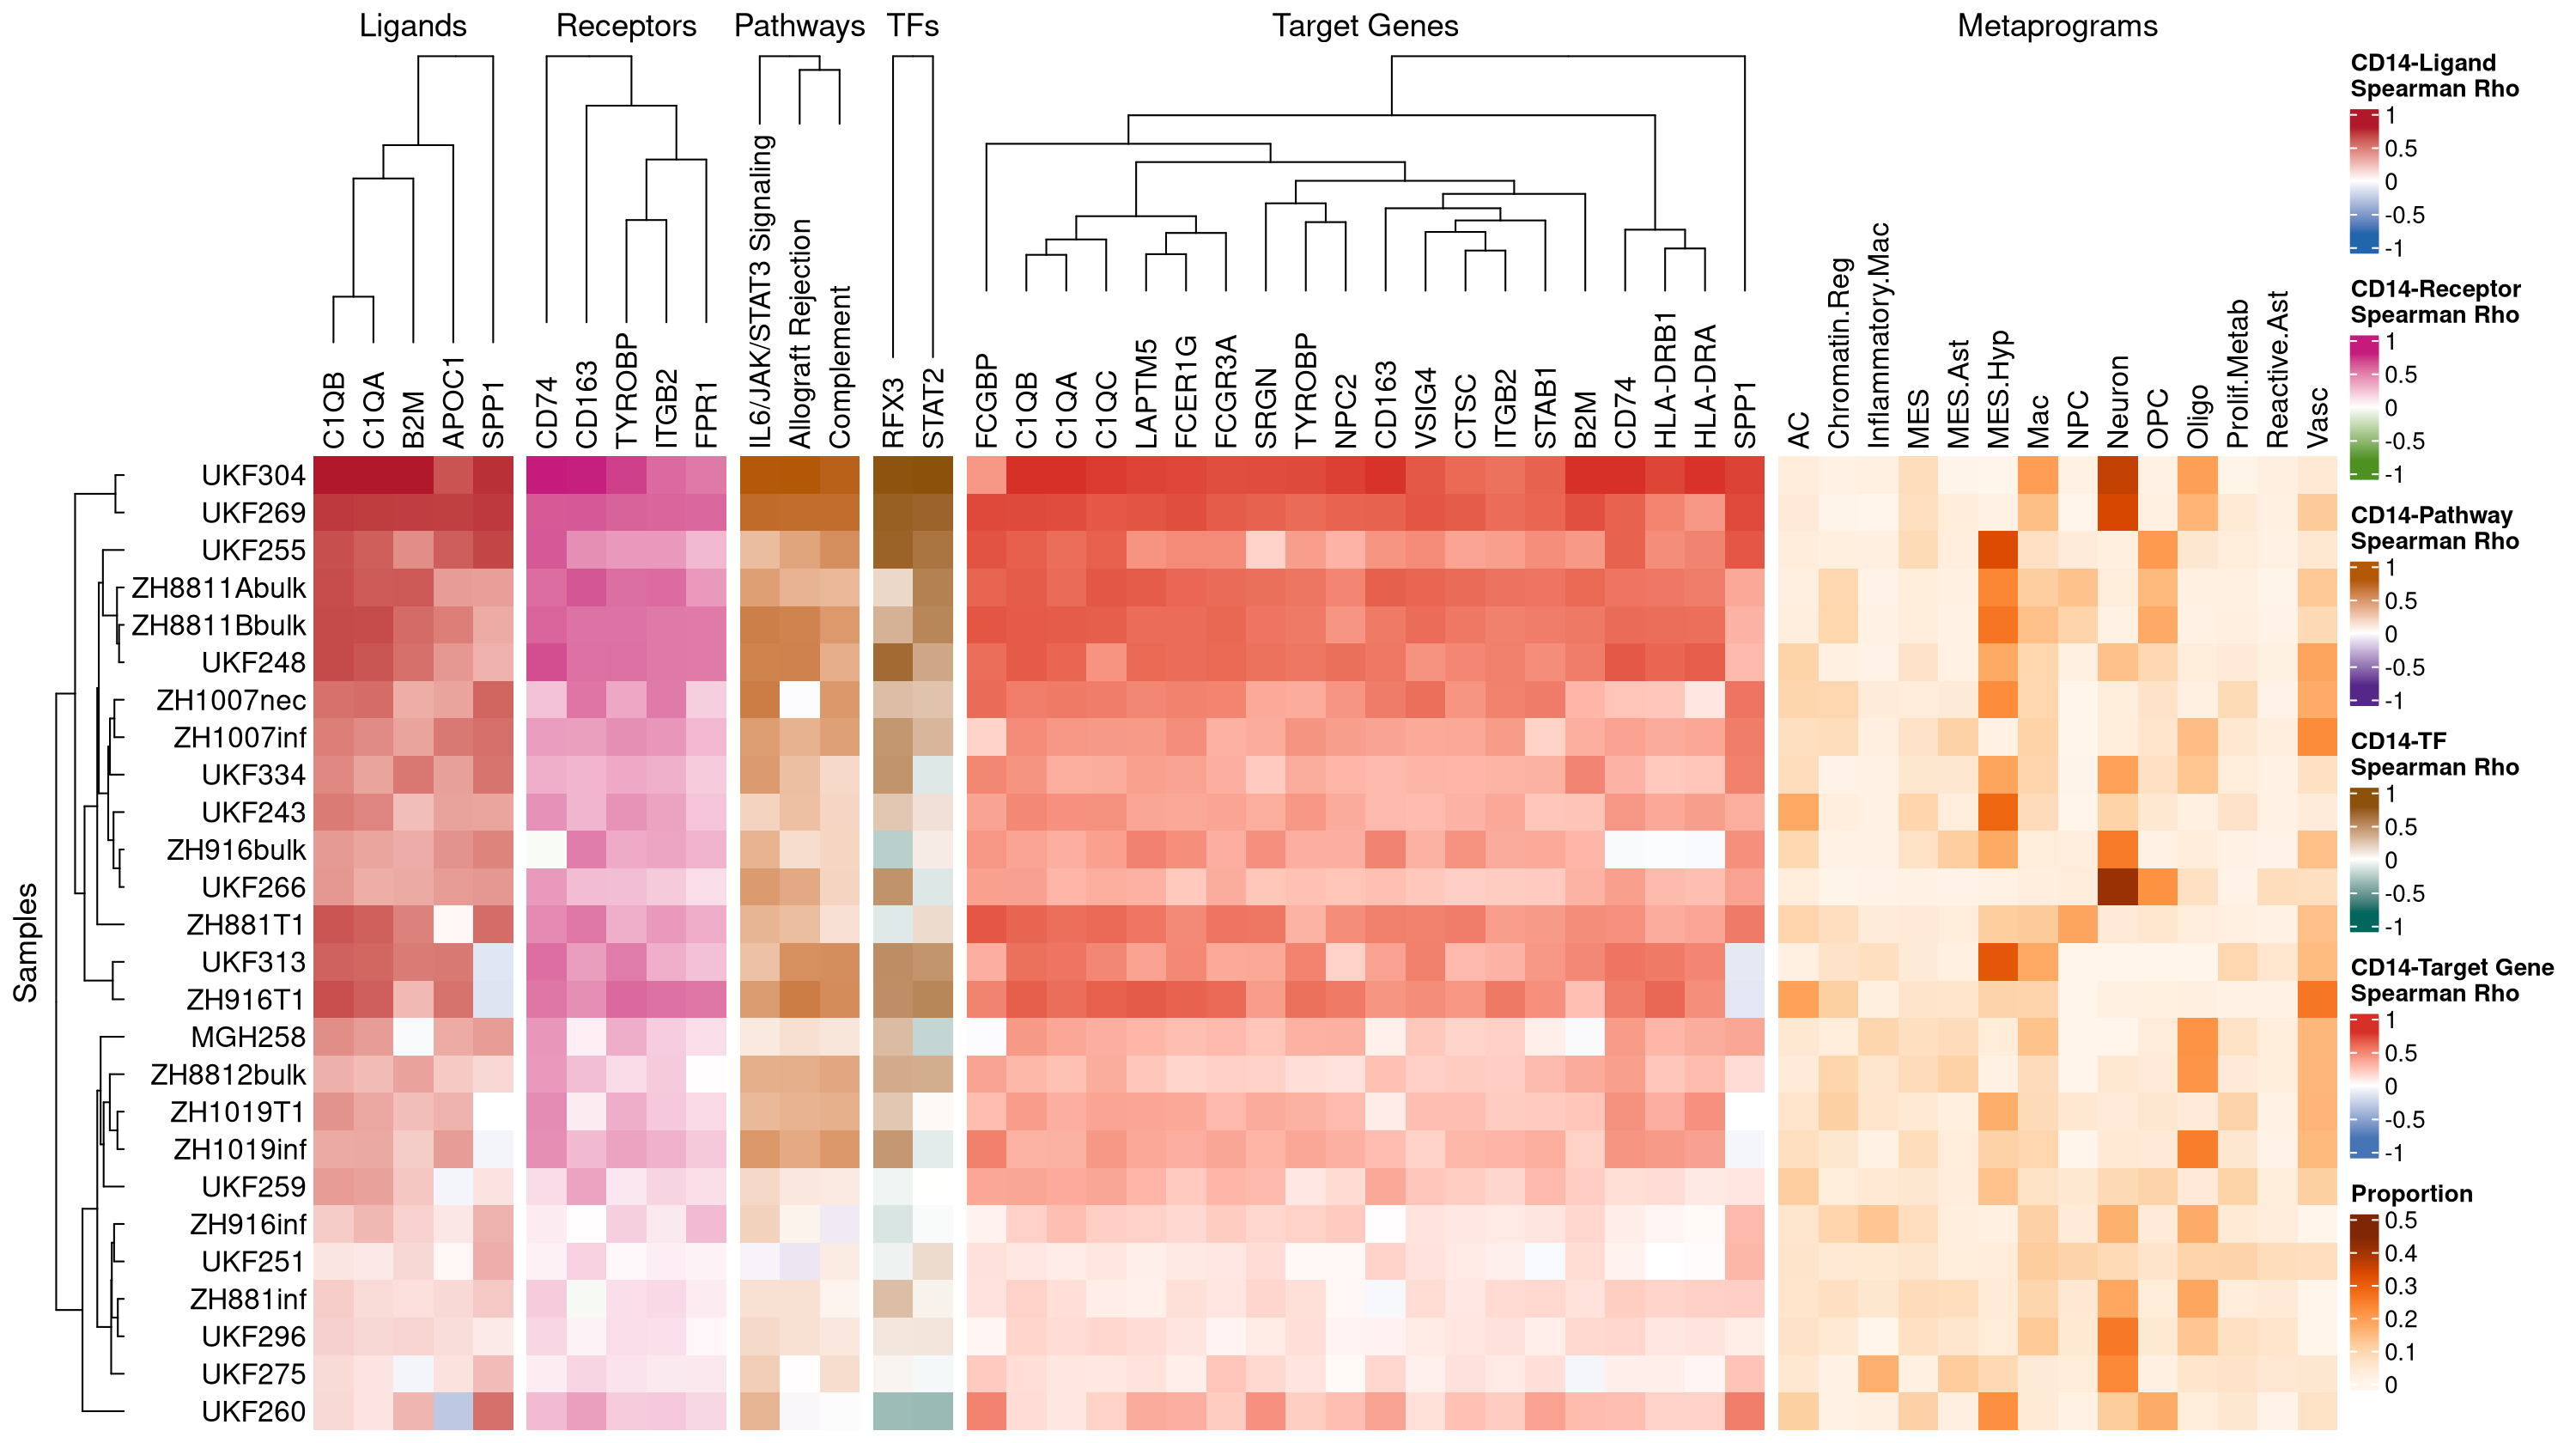 Ligands
Receptors
Pathways
TFs
Target Genes
Metaprograms
C1QB
C1QA
B2M
APOC1
SPP1
CD74
CD163
TYROBP
ITGB2
FPR1
IL6/JAK/STAT3 Signaling
Allograft Rejection
Complement
RFX3
STAT2
FCGBP
C1QB
C1QA
C1QC
LAPTM5
FCER1G
FCGR3A
SRGN
TYROBP
NPC2
CD163
VSIG4
CTSC
ITGB2
STAB1
B2M
CD74
HLA-DRB1
HLA-DRA
SPP1
AC
Chromatin.Reg
Inflammatory.Mac
MES
MES.Ast
MES.Hyp
Mac
NPC
Neuron
OPC
Oligo
Prolif.Metab
Reactive.Ast
Vasc
Samples
UKF304
UKF269
UKF255
ZH8811Abulk
ZH8811Bbulk
UKF248
ZH1007nec
ZH1007inf
UKF334
UKF243
ZH916bulk
UKF266
ZH881T1
UKF313
ZH916T1
MGH258
ZH8812bulk
ZH1019T1
ZH1019inf
UKF259
ZH916inf
UKF251
ZH881inf
UKF296
UKF275
UKF260
CD14-Ligand
Spearman Rho
1
0.5
0
-0.5
-1
CD14-Receptor
Spearman Rho
1
0.5
0
-0.5
-1
CD14-Pathway
Spearman Rho
1
0.5
0
-0.5
-1
CD14-TF
Spearman Rho
1
0.5
0
-0.5
-1
CD14-Target Gene
Spearman Rho
1
0.5
0
-0.5
-1
Proportion
0.5
0.4
0.3
0.2
0.1
0